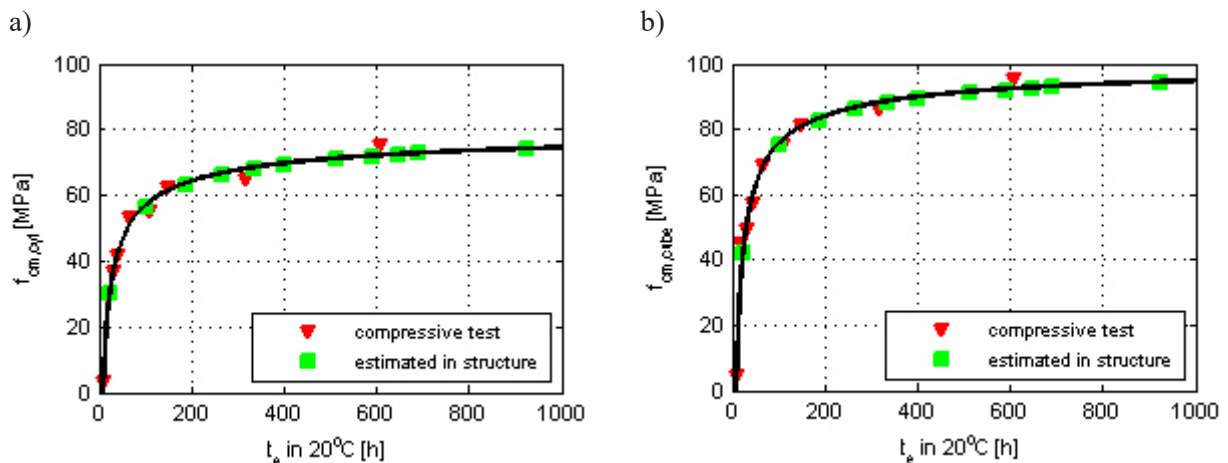 a)
100
80
60
40
20
0
f_cm,cyl [MPa]
compressive test
estimated in structure
0 200 400 600 800 1000
t_e in 20⁰C [h]
b)
100
80
60
40
20
0
f_cm,cube [MPa]
compressive test
estimated in structure
0 200 400 600 800 1000
t_e in 20⁰C [h]